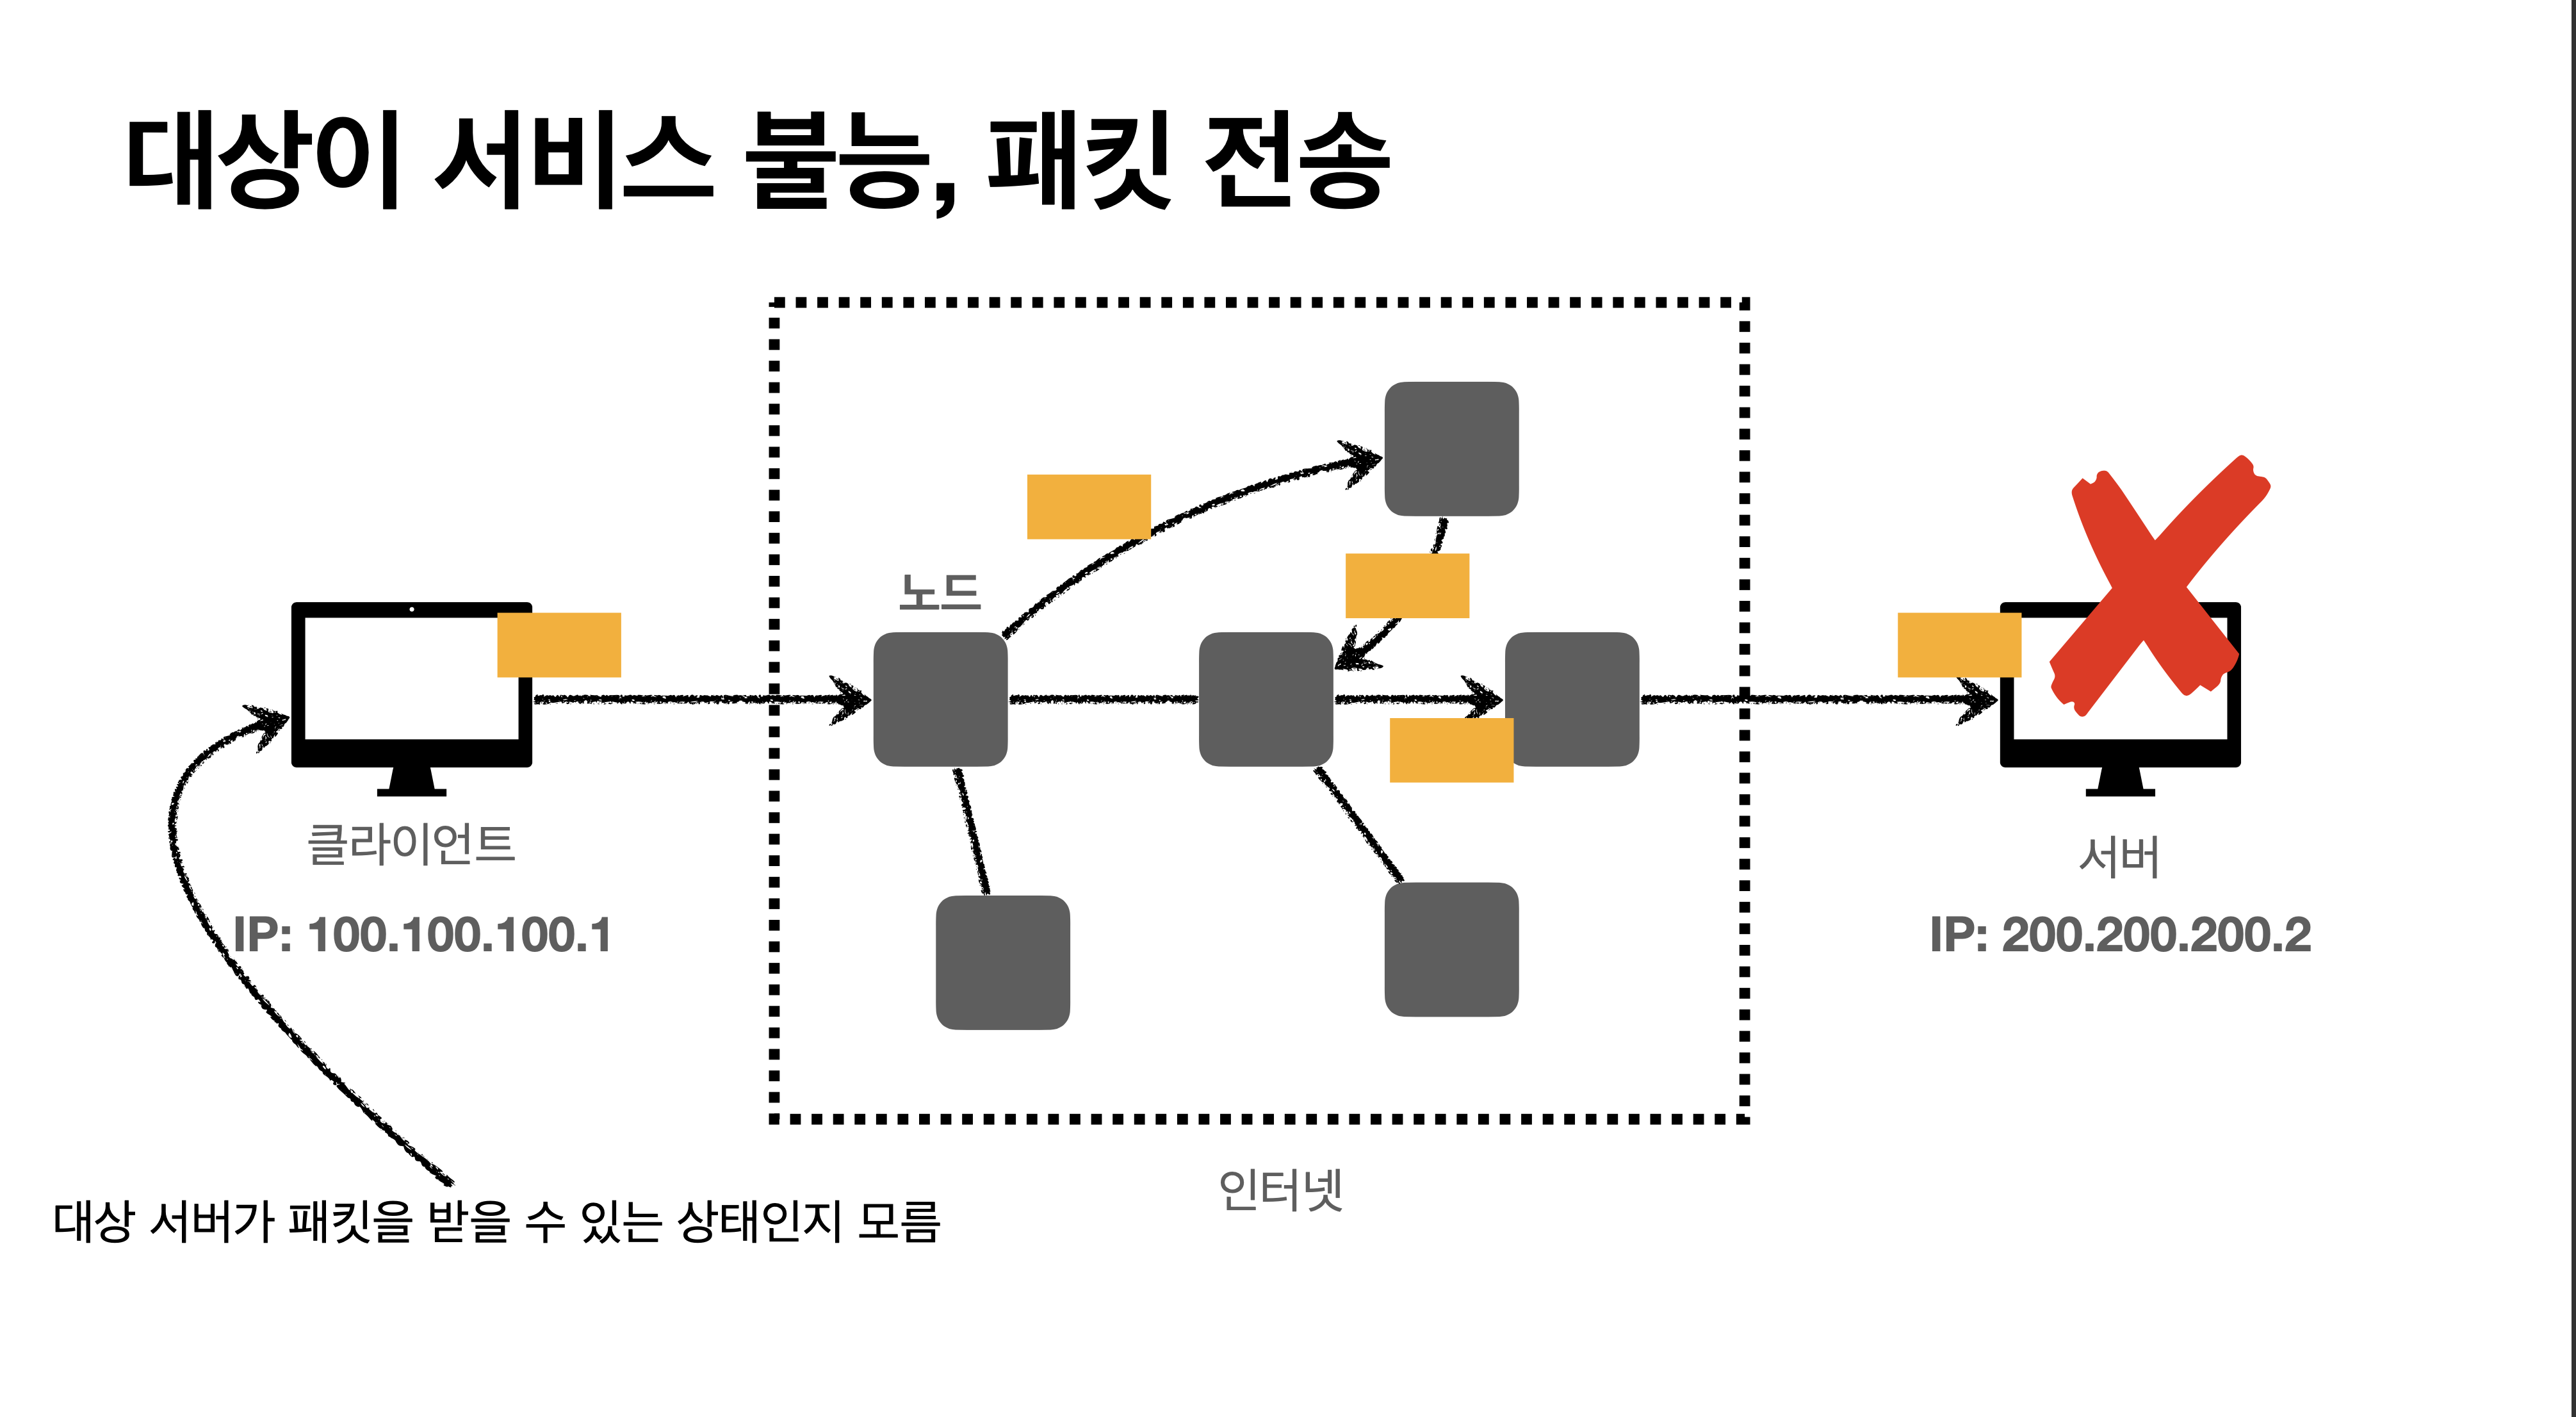 대상이 서비스 불능, 패킷 전송
노드
클라이언트
IP: 100.100.100.1
서버
IP: 200.200.200.2
인터넷
대상 서버가 패킷을 받을 수 있는 상태인지 모름